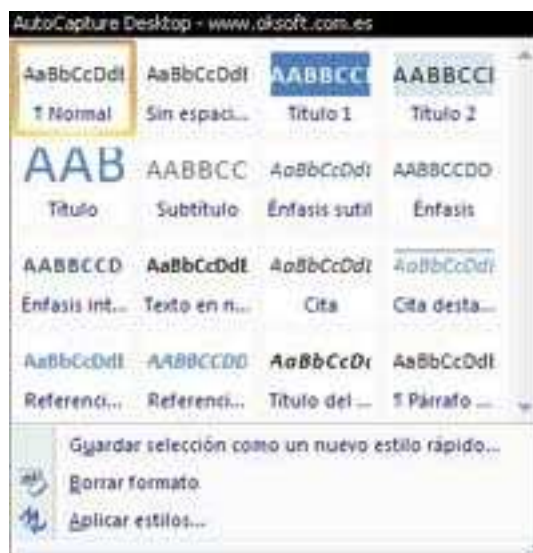 AutoCapture Desktop - www.oksoft.com.es
AaBbCcDdI AaBbCcDdI AABBCCI AABBCCI
¶ Normal Sin espaci... Título 1 Título 2
AAB AABBCC AaBbCcDdI AABBCCDD
Título Subtítulo Énfasis sutil Énfasis
AABBCCD AaBbCcDdI AaBbCcDdI AaBbCcDdI
Énfasis int... Texto en n... Cita Cita desta...
AaBbCcDdI AABBCCDD AaBbCcDc AaBbCcDdI
Referenci... Referenci... Título del ... ¶ Párrafo ...
Guardar selección como un nuevo estilo rápido...
Borrar formato
Aplicar estilos...